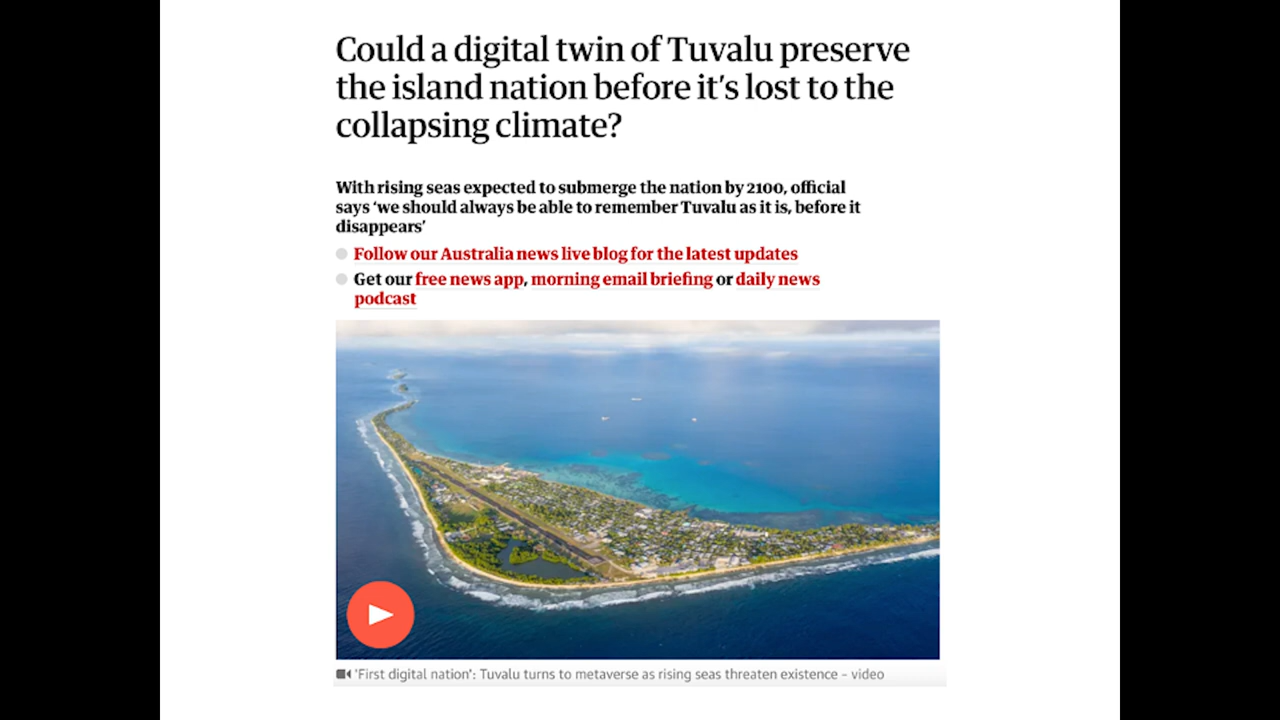 Could a digital twin of Tuvalu preserve
the island nation before it’s lost to the
collapsing climate?
With rising seas expected to submerge the nation by 2100, official
says ‘we should always be able to remember Tuvalu as it is, before it
disappears’
Follow our Australia news live blog for the latest updates
Get our free news app, morning email briefing or daily news
podcast
'First digital nation': Tuvalu turns to metaverse as rising seas threaten existence – video